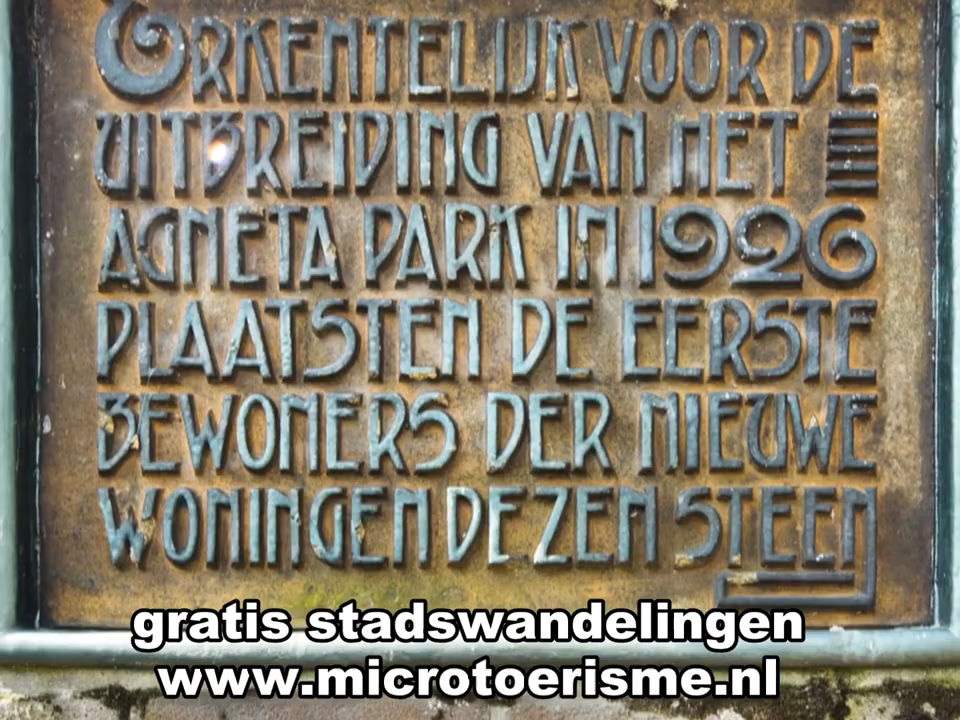 ERKENTELIJK VOOR DE
UITBREIDING VAN HET
AGNETA PARK IN 1926
PLAATSTEN DE EERSTE
BEWONERS DER NIEUWE
WONINGEN DEZEN STEEN
gratis stadswandelingen
www.microtoerisme.nl